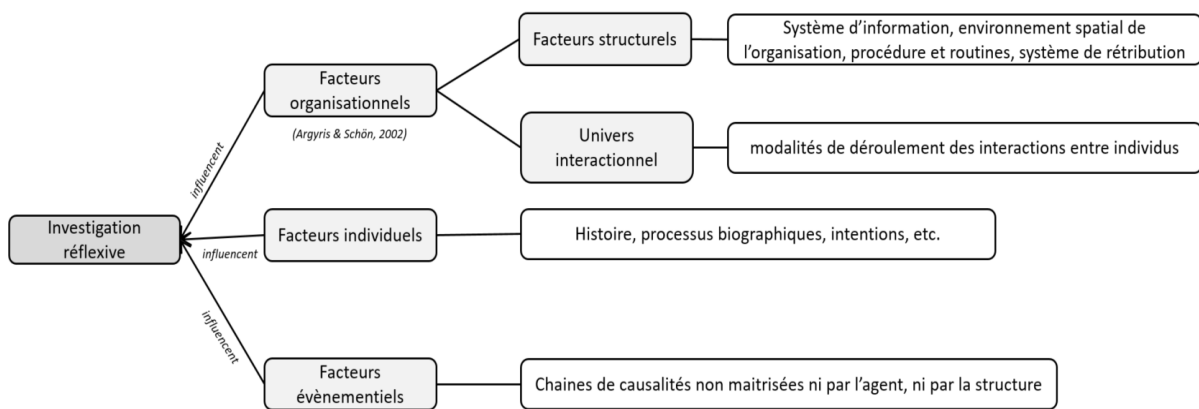 Facteurs structurels
Système d’information, environnement spatial de
l’organisation, procédure et routines, système de rétribution
Facteurs
organisationnels
(Argyris & Schön, 2002)
Univers
interactionnel
modalités de déroulement des interactions entre individus
influencent
Investigation
réflexive
influencent
Facteurs individuels
Histoire, processus biographiques, intentions, etc.
influencent
Facteurs
évènementiels
Chaines de causalités non maitrisées ni par l’agent, ni par la structure